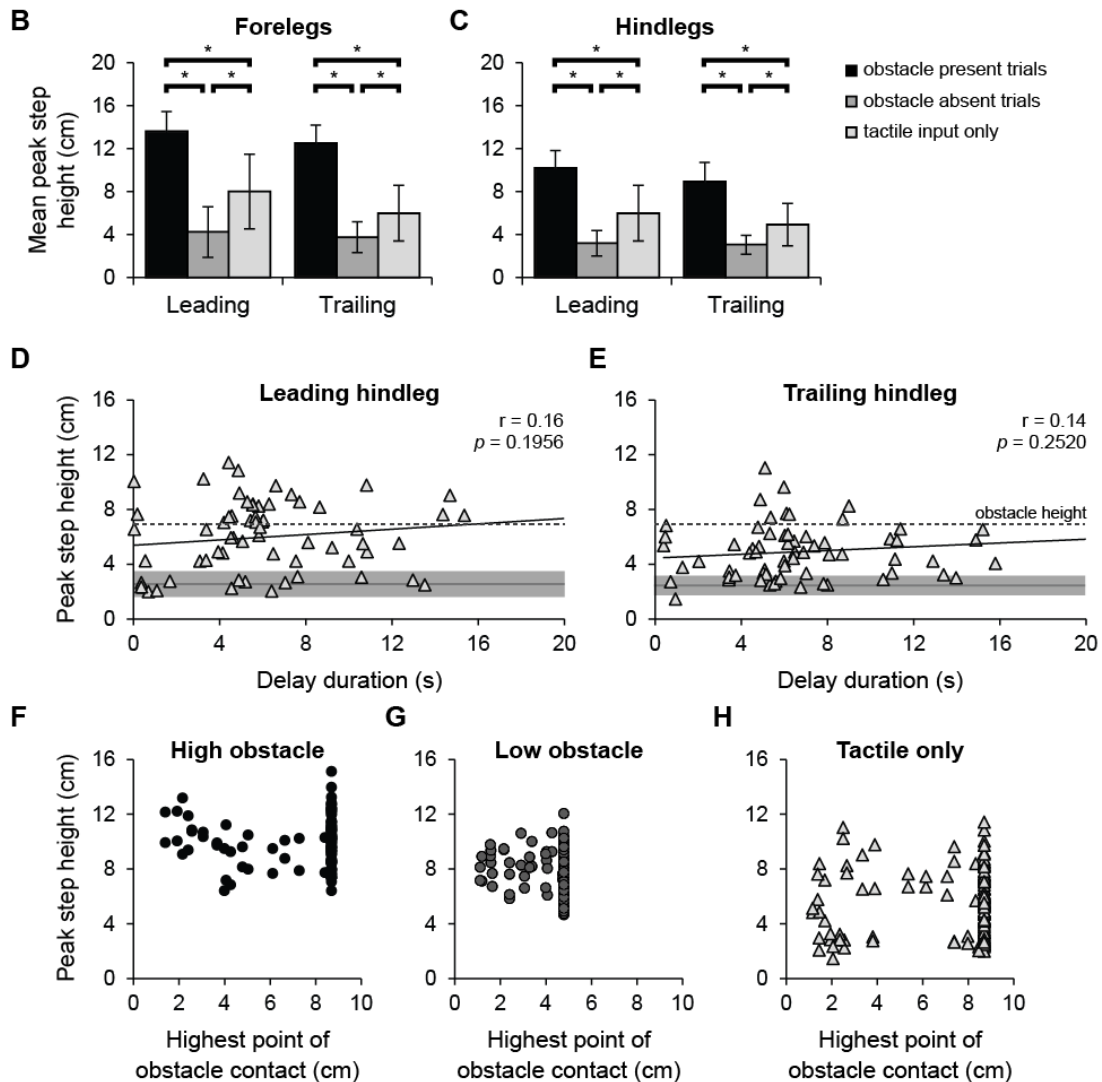 B
Forelegs
C
Hindlegs
Mean peak step
height (cm)
20
16
12
8
4
0
*
*
*
*
*
*
Leading
Trailing
20
16
12
8
4
0
*
*
*
*
*
*
Leading
Trailing
obstacle present trials
obstacle absent trials
tactile input only
D
Leading hindleg
Peak step height (cm)
16
12
8
4
0
r = 0.16
p = 0.1956
0 4 8 12 16 20
Delay duration (s)
E
Trailing hindleg
16
12
8
4
0
r = 0.14
p = 0.2520
obstacle height
0 4 8 12 16 20
Delay duration (s)
F
High obstacle
Peak step height (cm)
16
12
8
4
0
0 2 4 6 8 10
Highest point of
obstacle contact (cm)
G
Low obstacle
16
12
8
4
0
0 2 4 6 8 10
Highest point of
obstacle contact (cm)
H
Tactile only
16
12
8
4
0
0 2 4 6 8 10
Highest point of
obstacle contact (cm)